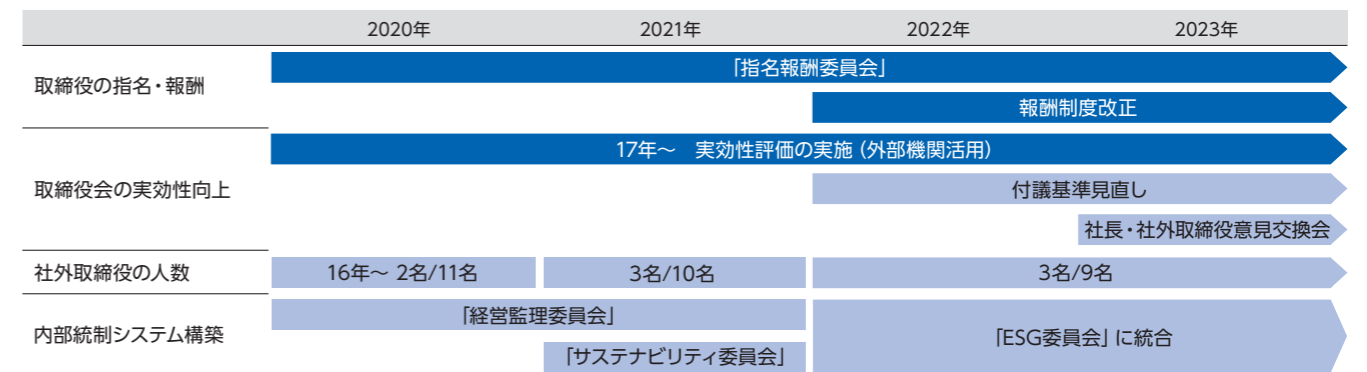 2020年 2021年 2022年 2023年
取締役の指名・報酬
「指名報酬委員会」
報酬制度改正
取締役会の実効性向上
17年～ 実効性評価の実施（外部機関活用）
付議基準見直し
社長・社外取締役意見交換会
社外取締役の人数
16年～ 2名/11名 3名/10名 3名/9名
内部統制システム構築
「経営監理委員会」
「サステナビリティ委員会」
「ESG委員会」に統合